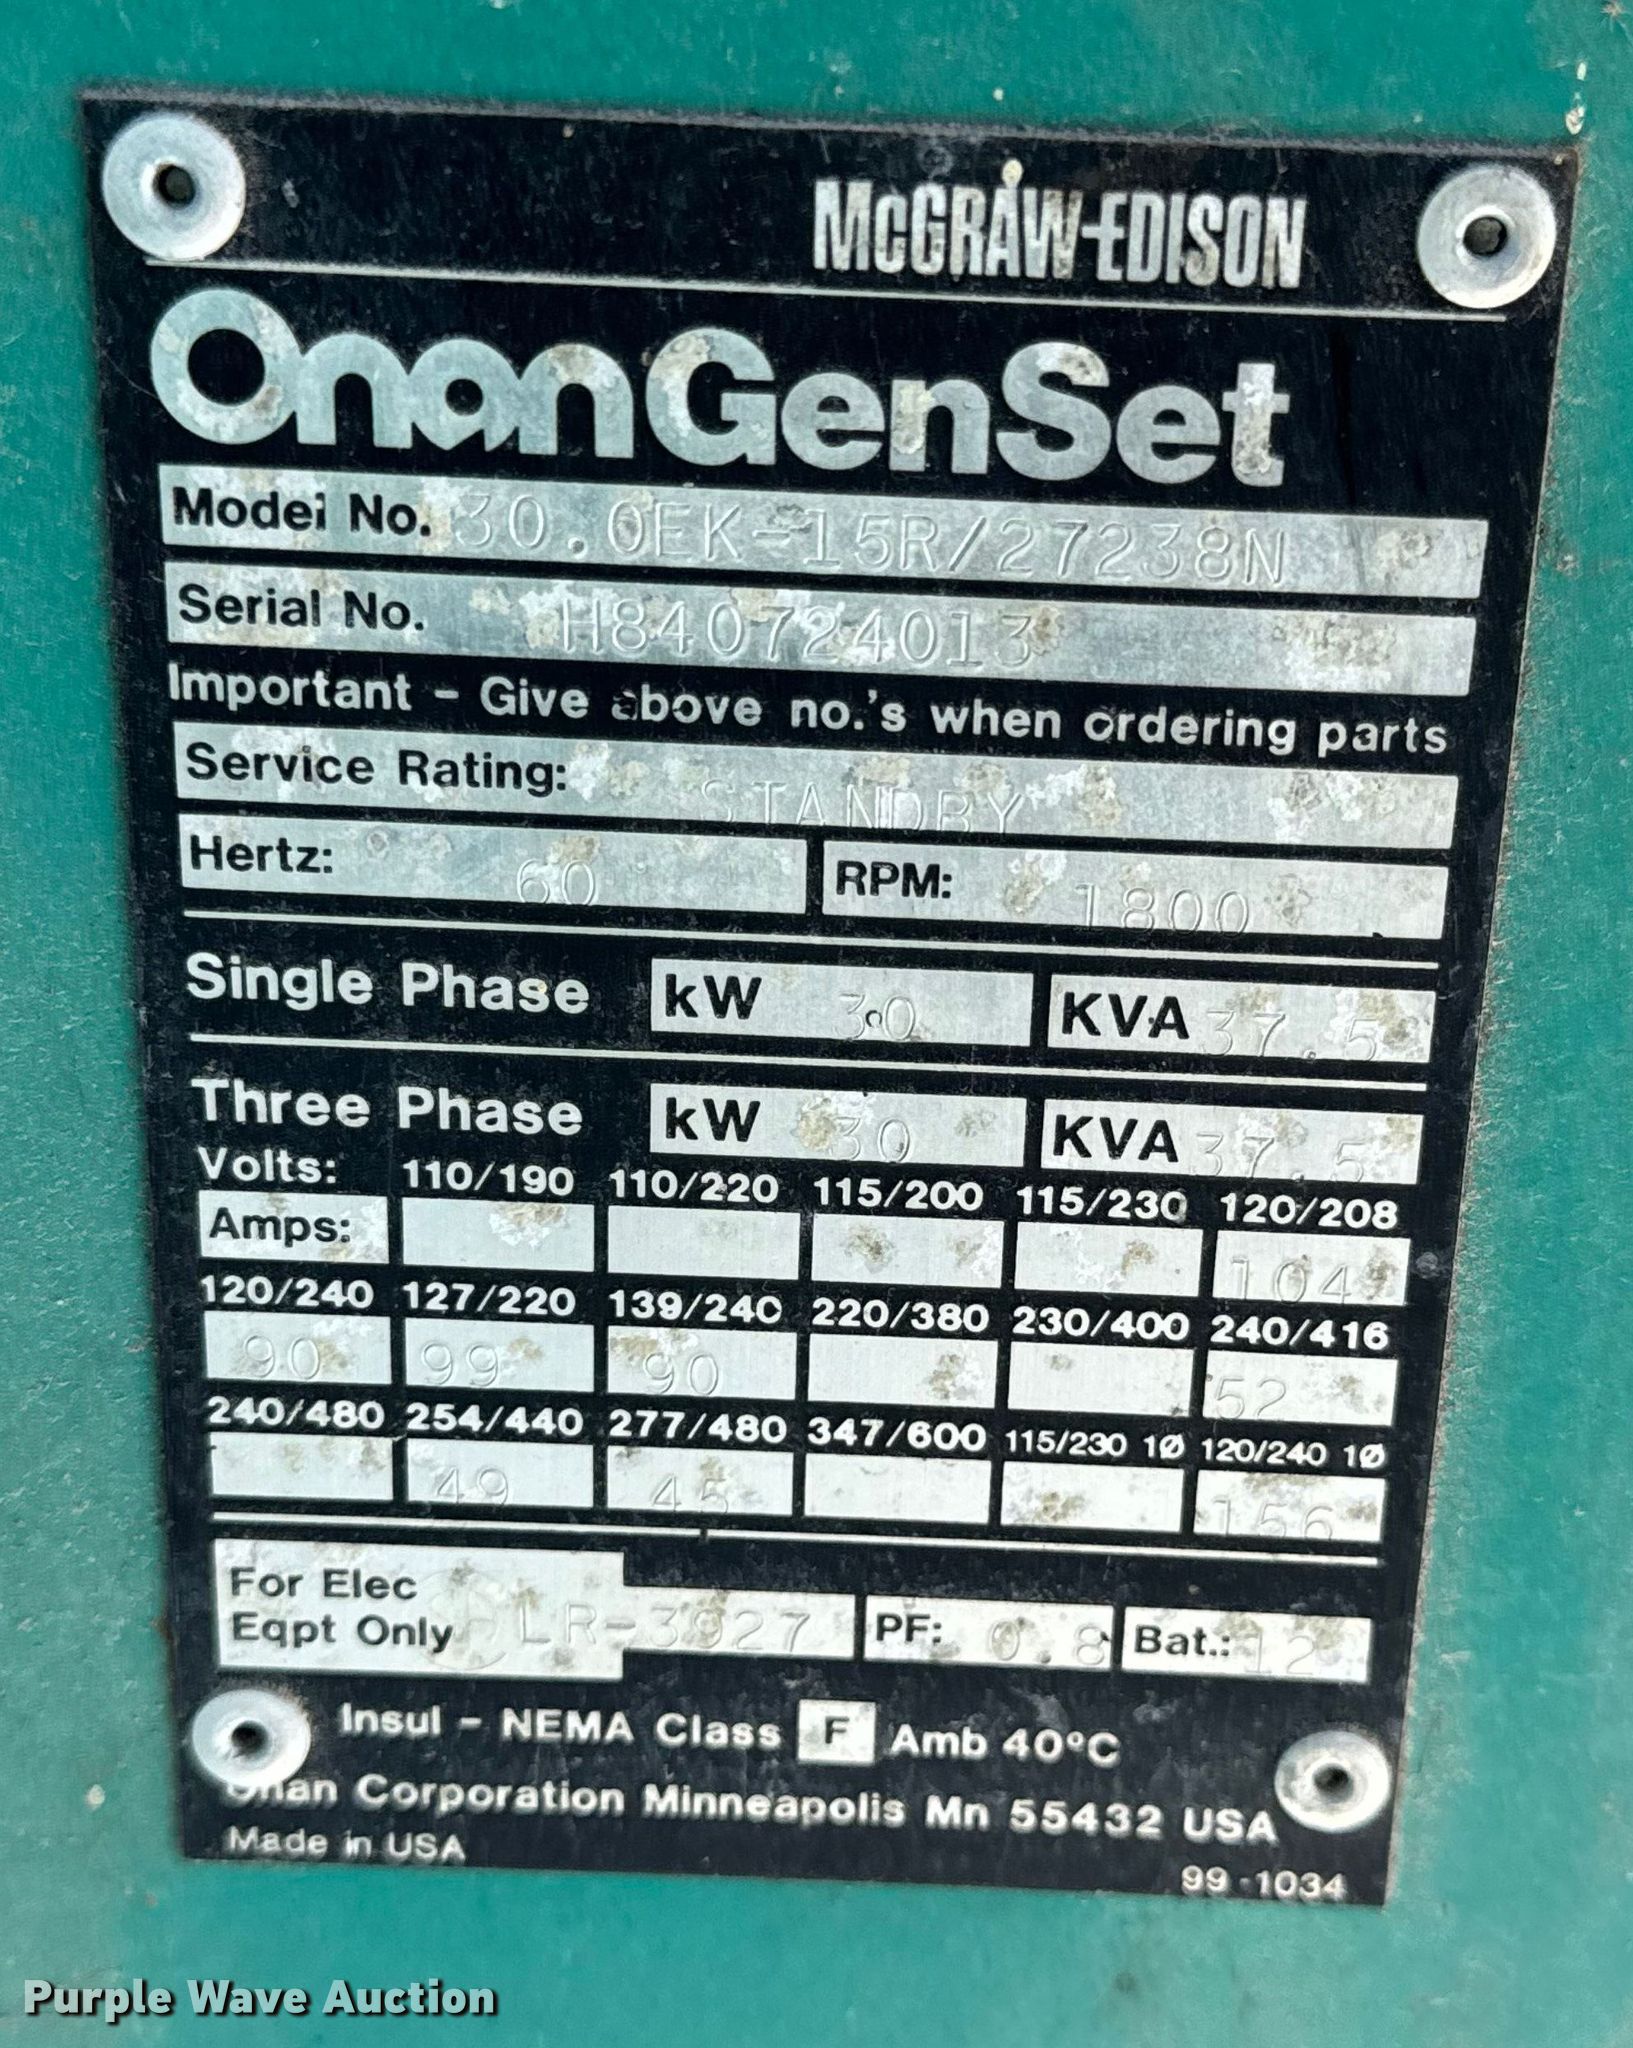 McGRAW-EDISON
OnanGenSet
Model No. 30.0EK-15R/27238N
Serial No. H840724013
Important - Give above no.'s when ordering parts
Service Rating: STANDBY
Hertz: 60 RPM: 1800
Single Phase kW 30 KVA 37.5
Three Phase kW 30 KVA 37.5
Volts: 110/190 110/220 115/200 115/230 120/208
Amps: 104
120/240 127/220 139/240 220/380 230/400 240/416
90 99 90 52
240/480 254/440 277/480 347/600 115/230 1Ø 120/240 1Ø
49 45 156
For Elec
Eqpt Only LR-3927 PF: 0.8 Bat.: 12
Insul - NEMA Class F Amb 40°C
Onan Corporation Minneapolis Mn 55432 USA
Made in USA
99-1034
Purple Wave Auction